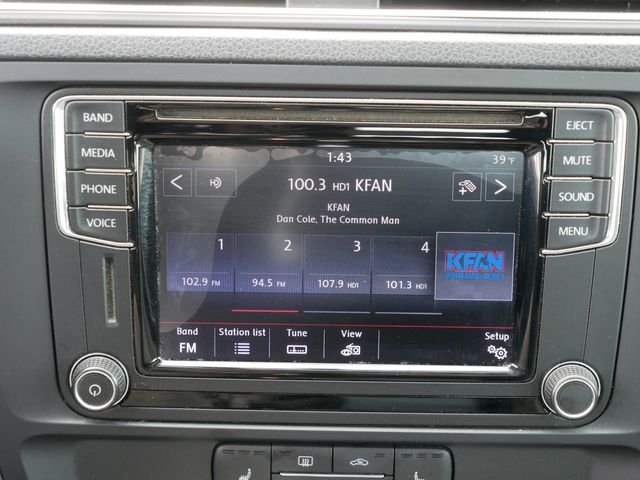 BAND
MEDIA
PHONE
VOICE
EJECT
MUTE
SOUND
MENU
1:43
39 °F
100.3 HD1 KFAN
KFAN
Dan Cole, The Common Man
1 2 3 4
102.9 FM 94.5 FM 107.9 HD1 101.3 HD1
KFAN
Band Station list Tune View Setup
FM